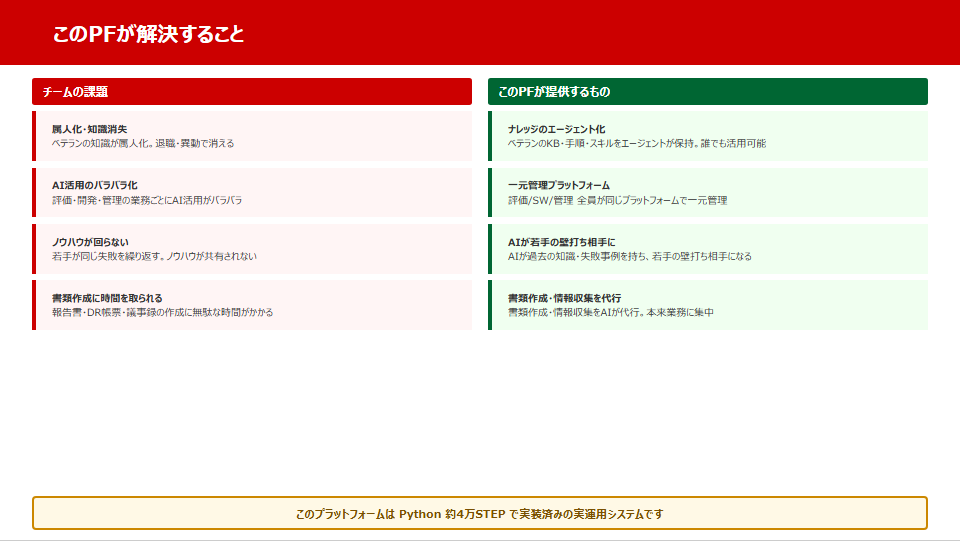 このPFが解決すること
チームの課題
属人化・知識消失
ベテランの知識が属人化。退職・異動で消える
AI活用のバラバラ化
評価・開発・管理の業務ごとにAI活用がバラバラ
ノウハウが回らない
若手が同じ失敗を繰り返す。ノウハウが共有されない
書類作成に時間を取られる
報告書・DR帳票・議事録の作成に無駄な時間がかかる
このPFが提供するもの
ナレッジのエージェント化
ベテランのKB・手順・スキルをエージェントが保持。誰でも活用可能
一元管理プラットフォーム
評価/SW/管理 全員が同じプラットフォームで一元管理
AIが若手の壁打ち相手に
AIが過去の知識・失敗事例を持ち、若手の壁打ち相手になる
書類作成・情報収集を代行
書類作成・情報収集をAIが代行。本来業務に集中
このプラットフォームは Python 約4万STEP で実装済みの実運用システムです